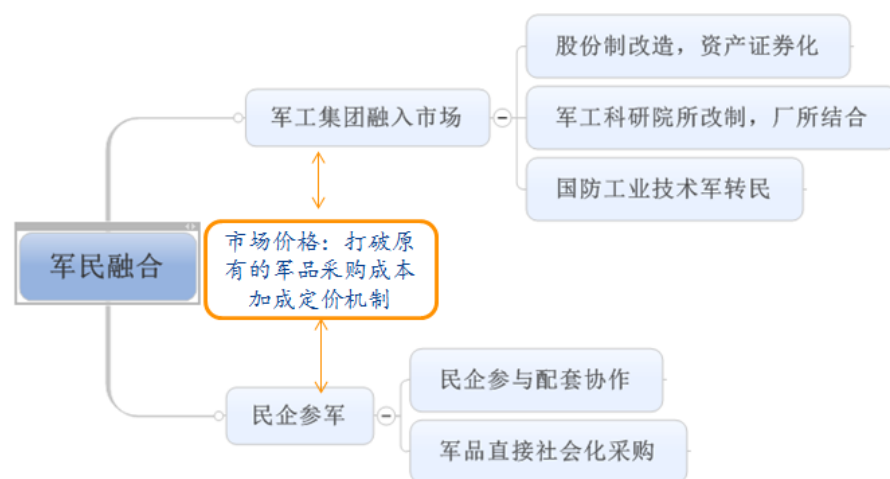 股份制改造，资产证券化
军工集团融入市场
军工科研院所改制，厂所结合
国防工业技术军转民
市场价格：打破原
有的军品采购成本
加成定价机制
军民融合
民企参与配套协作
民企参军
军品直接社会化采购